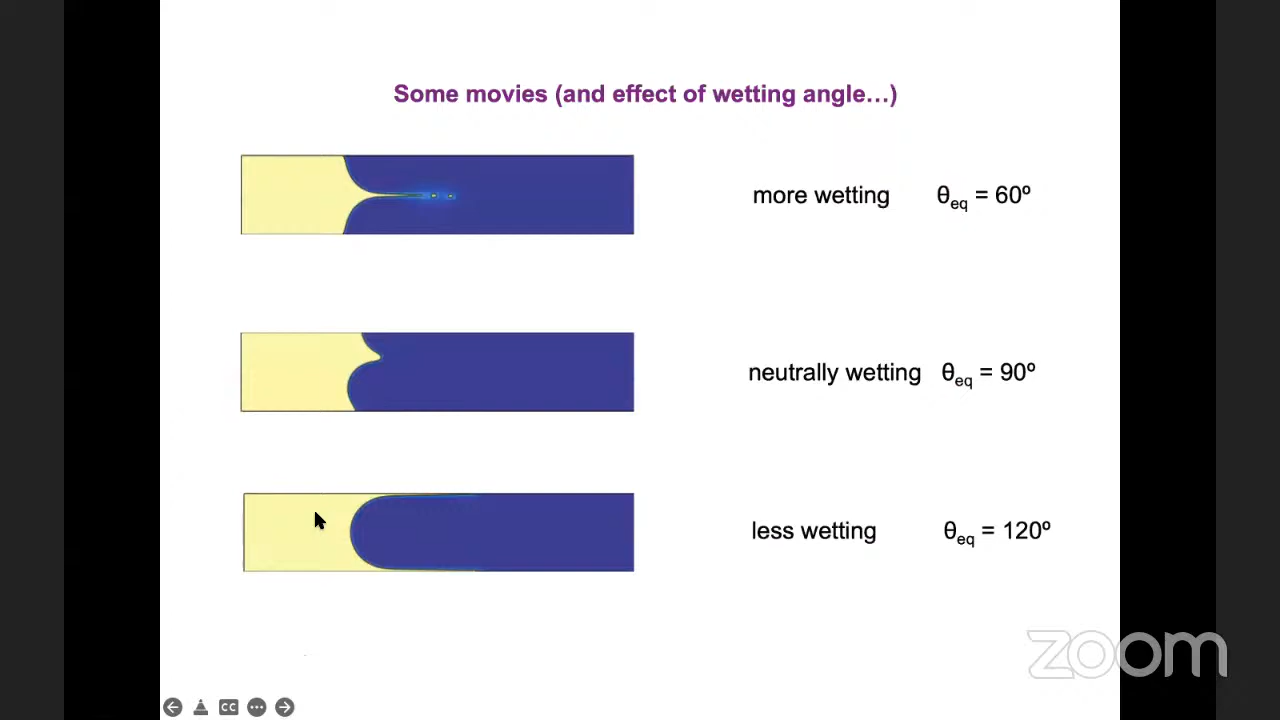 Some movies (and effect of wetting angle…)
more wetting θeq = 60º
neutrally wetting θeq = 90º
less wetting θeq = 120º
zoom
CC